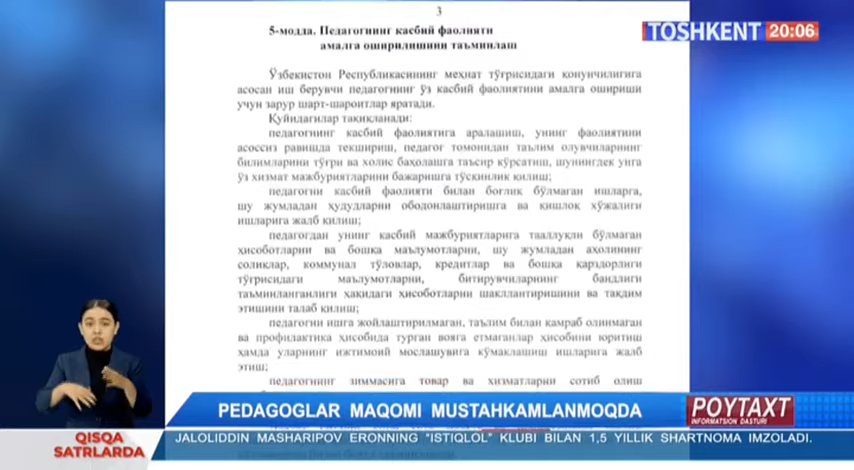 3
5-модда. Педагогнинг касбий фаолияти
амалга оширилишини таъминлаш
Ўзбекистон Республикасининг меҳнат тўғрисидаги қонунчилигига
асосан иш берувчи педагогнинг ўз касбий фаолиятини амалга ошириши
учун зарур шарт-шароитлар яратади.
Қуйидагилар тақиқланади:
педагогнинг касбий фаолиятига аралашиш, унинг фаолиятини
асоссиз равишда текшириш, педагог томонидан таълим олувчиларнинг
билимларини тўғри ва холис баҳолашга таъсир кўрсатиш, шунингдек унга
ўз хизмат мажбуриятларини бажаришга тўсқинлик қилиш;
педагогни касбий фаолияти билан боғлиқ бўлмаган ишларга,
шу жумладан ҳудудларни ободонлаштиришга ва қишлоқ хўжалиги
ишларига жалб қилиш;
педагогдан унинг касбий мажбуриятларига тааллуқли бўлмаган
ҳисоботларни ва бошқа маълумотларни, шу жумладан аҳолининг
солиқлар, коммунал тўловлар, кредитлар ва бошқа қарздорлиги
тўғрисидаги маълумотларни, битирувчиларнинг бандлиги
таъминланганлиги ҳақидаги ҳисоботларни шакллантиришини ва тақдим
этишини талаб қилиш;
педагогни ишга жойлаштирилмаган, таълим билан қамраб олинмаган
ва профилактика ҳисобида турган вояга етмаганлар ҳисобини юритиш
ҳамда уларнинг ижтимоий мослашувига кўмаклашиш ишларига жалб
этиш;
педагогнинг зиммасига товар ва хизматларни сотиб олиш
TOSHKENT 20:06
PEDAGOGLAR MAQOMI MUSTAHKAMLANMOQDA
POYTAXT
INFORMATSION DASTURI
QISQA
SATRLARDA
JALOLIDDIN MASHARIPOV ERONNING "ISTIQLOL" KLUBI BILAN 1,5 YILLIK SHARTNOMA IMZOLADI.